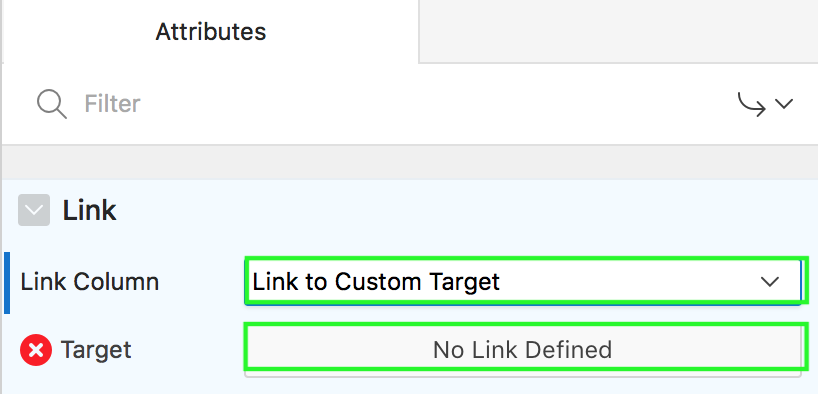 Attributes
Filter
Link
Link Column Link to Custom Target
Target No Link Defined